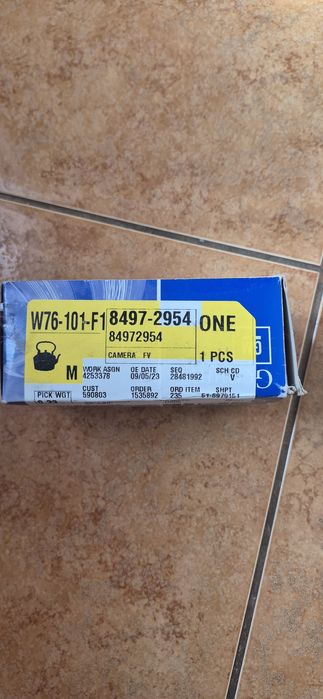 W76-101-F1 8497-2954 ONE
84972954
CAMERA FV 1 PCS
M WORK ASGN OE DATE SEQ SCH CD
4253378 09/05/23 28481992 V
PICK WGT CUST ORDER ORD ITEM SHPT
590803 1535892 235